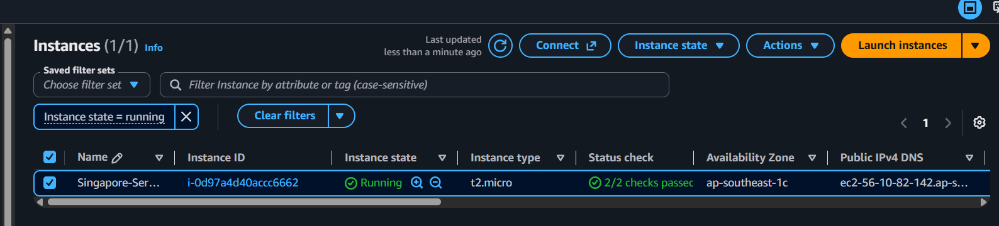 Instances (1/1) Info
Last updated
less than a minute ago
Connect
Instance state
Actions
Launch instances
Saved filter sets
Choose filter set
Filter Instance by attribute or tag (case-sensitive)
Instance state = running
Clear filters
1
Name Instance ID Instance state Instance type Status check Availability Zone Public IPv4 DNS
Singapore-Ser... i-0d97a4d40accc6662 Running t2.micro 2/2 checks passec ap-southeast-1c ec2-56-10-82-142.ap-s...